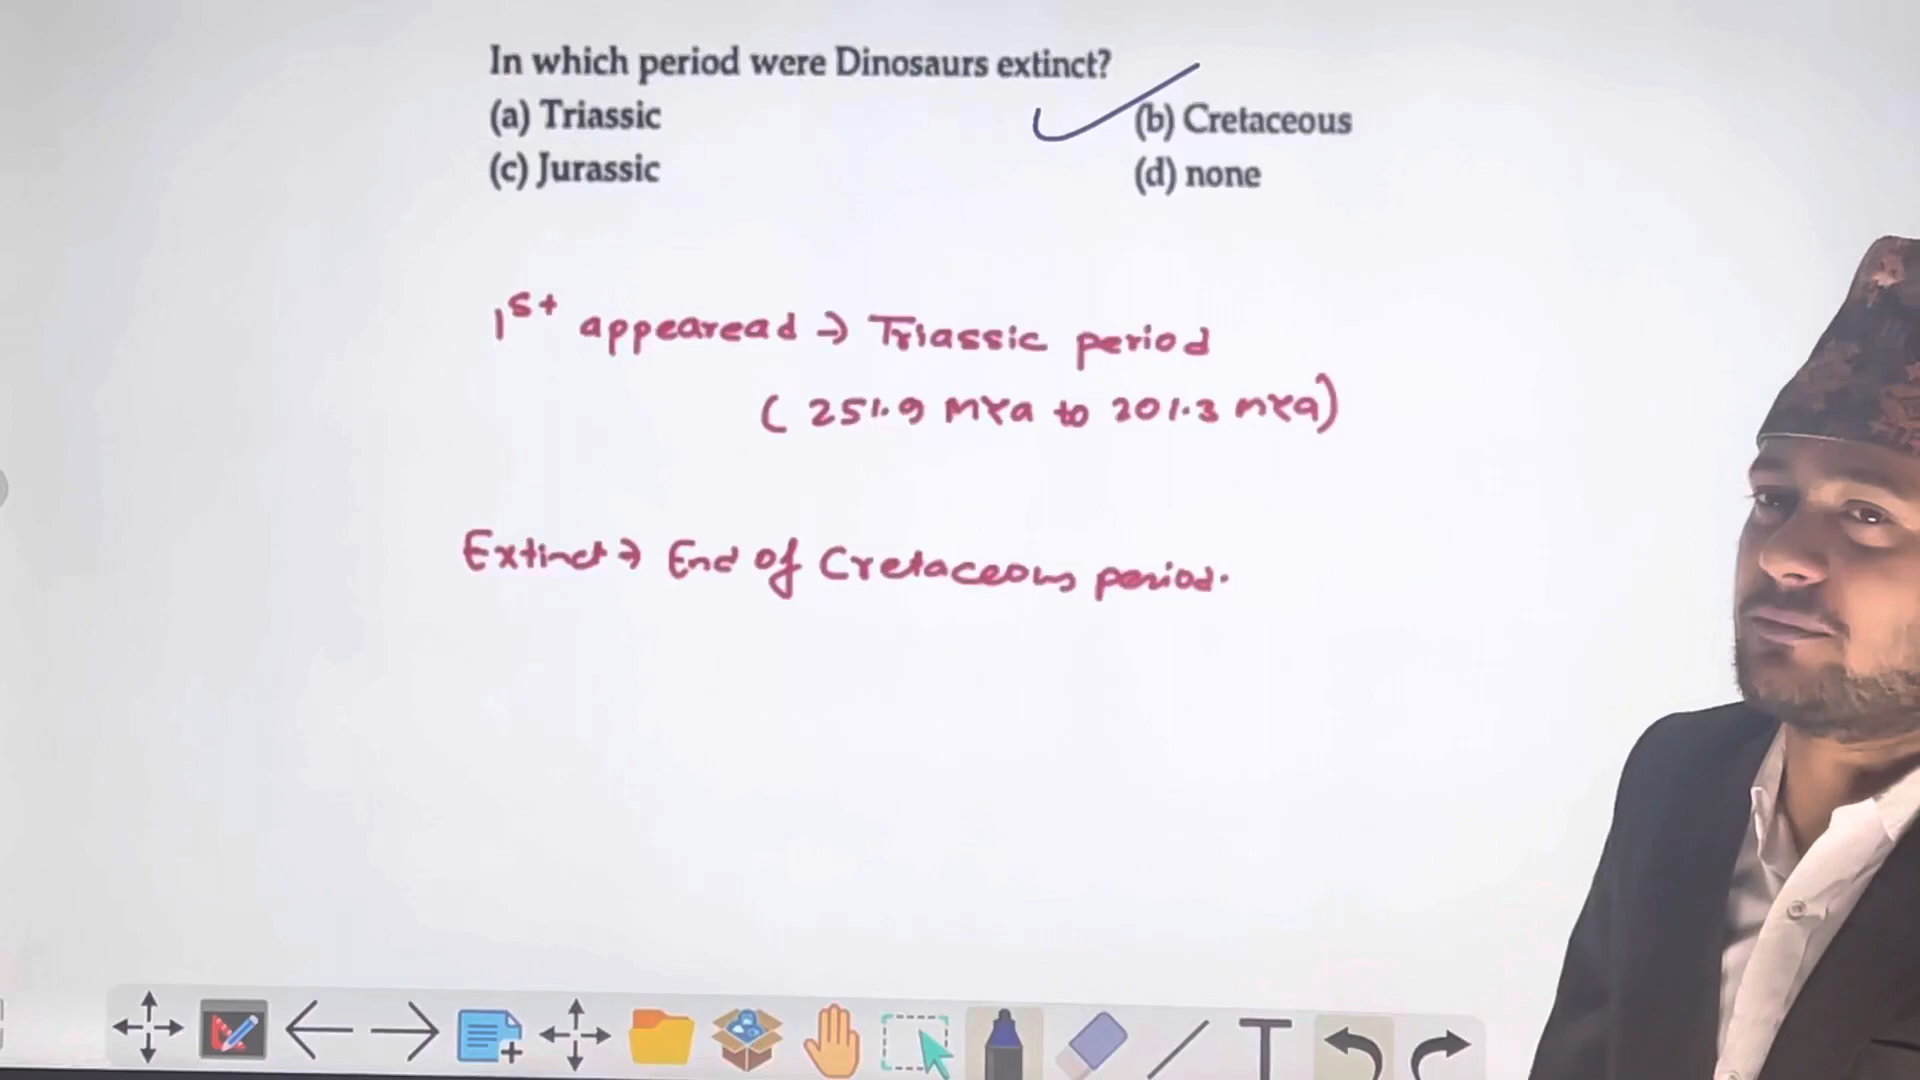 In which period were Dinosaurs extinct?
(a) Triassic (b) Cretaceous
(c) Jurassic (d) none
1st appearead → Triassic period
( 251.9 MYa to 201.3 mya)
Extinct → End of Cretaceous period.
T